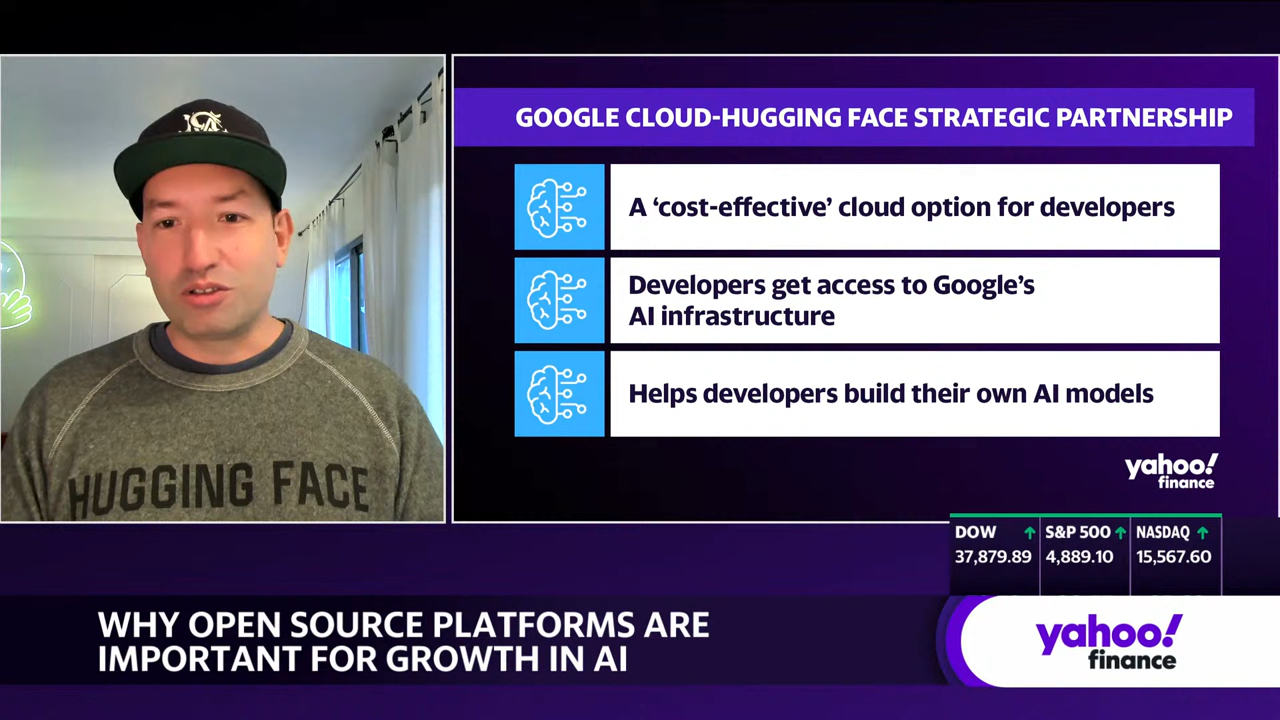 GOOGLE CLOUD-HUGGING FACE STRATEGIC PARTNERSHIP
A ‘cost-effective’ cloud option for developers
Developers get access to Google’s
AI infrastructure
Helps developers build their own AI models
HUGGING FACE
yahoo!
finance
DOW
37,879.89
S&P 500
4,889.10
NASDAQ
15,567.60
WHY OPEN SOURCE PLATFORMS ARE
IMPORTANT FOR GROWTH IN AI
yahoo!
finance